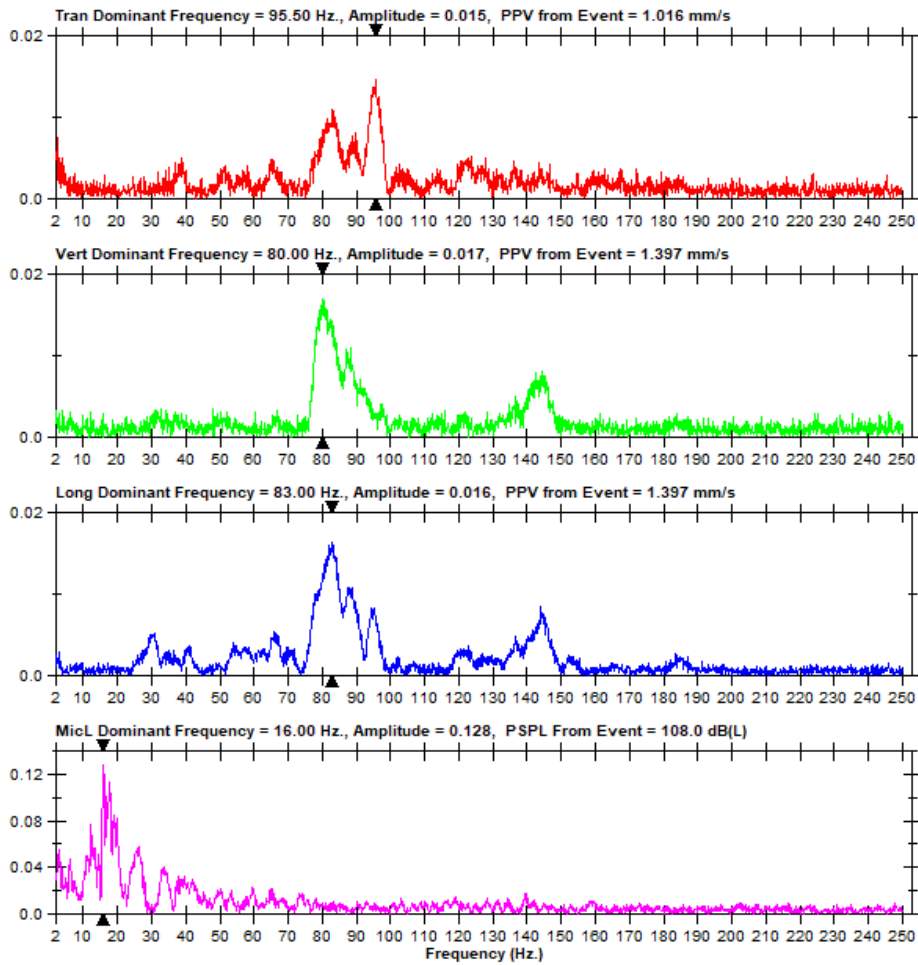 Tran Dominant Frequency = 95.50 Hz., Amplitude = 0.015,  PPV from Event = 1.016 mm/s
0.02
0.0
2 10 20 30 40 50 60 70 80 90 100 110 120 130 140 150 160 170 180 190 200 210 220 230 240 250
Vert Dominant Frequency = 80.00 Hz., Amplitude = 0.017,  PPV from Event = 1.397 mm/s
0.02
0.0
2 10 20 30 40 50 60 70 80 90 100 110 120 130 140 150 160 170 180 190 200 210 220 230 240 250
Long Dominant Frequency = 83.00 Hz., Amplitude = 0.016,  PPV from Event = 1.397 mm/s
0.02
0.0
2 10 20 30 40 50 60 70 80 90 100 110 120 130 140 150 160 170 180 190 200 210 220 230 240 250
MicL Dominant Frequency = 16.00 Hz., Amplitude = 0.128,  PSPL From Event = 108.0 dB(L)
0.12
0.08
0.04
0.0
2 10 20 30 40 50 60 70 80 90 100 110 120 130 140 150 160 170 180 190 200 210 220 230 240 250
Frequency (Hz.)